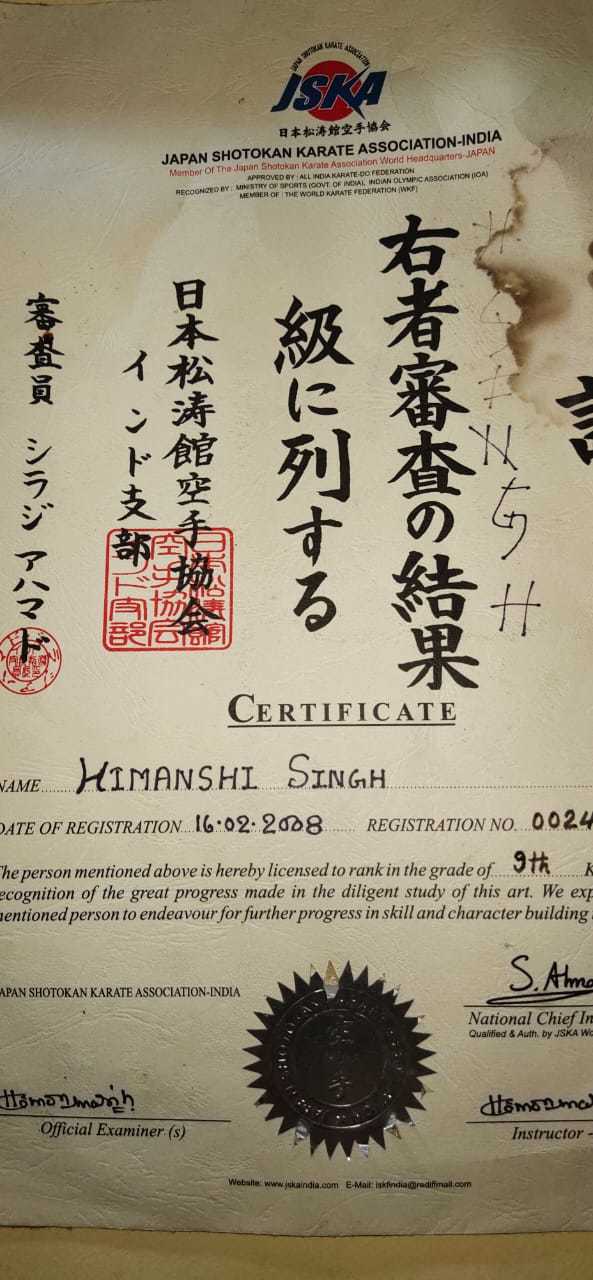 JAPAN SHOTOKAN KARATE ASSOCIATION
JSKA
日本松涛館空手協会
JAPAN SHOTOKAN KARATE ASSOCIATION-INDIA
Member Of The Japan Shotokan Karate Association World Headquarters-JAPAN
APPROVED BY : ALL INDIA KARATE-DO FEDERATION
RECOGNIZED BY : MINISTRY OF SPORTS (GOVT. OF INDIA), INDIAN OLYMPIC ASSOCIATION (IOA)
MEMBER OF : THE WORLD KARATE FEDERATION (WKF)
右者審査の結果
級に列する
日本松涛館空手協会
インド支部
審査員 シラジ アハマド
CERTIFICATE
NAME HIMANSHI SINGH
DATE OF REGISTRATION 16.02.2008 REGISTRATION NO. 0024
The person mentioned above is hereby licensed to rank in the grade of 9th K
recognition of the great progress made in the diligent study of this art. We exp
mentioned person to endeavour for further progress in skill and character building
JAPAN SHOTOKAN KARATE ASSOCIATION-INDIA
S. Ahma
National Chief In
Qualified & Auth. by JSKA Wo
Official Examiner (s)
Instructor -
Website: www.jskaindia.com E-Mail: iskfindia@rediffmail.com